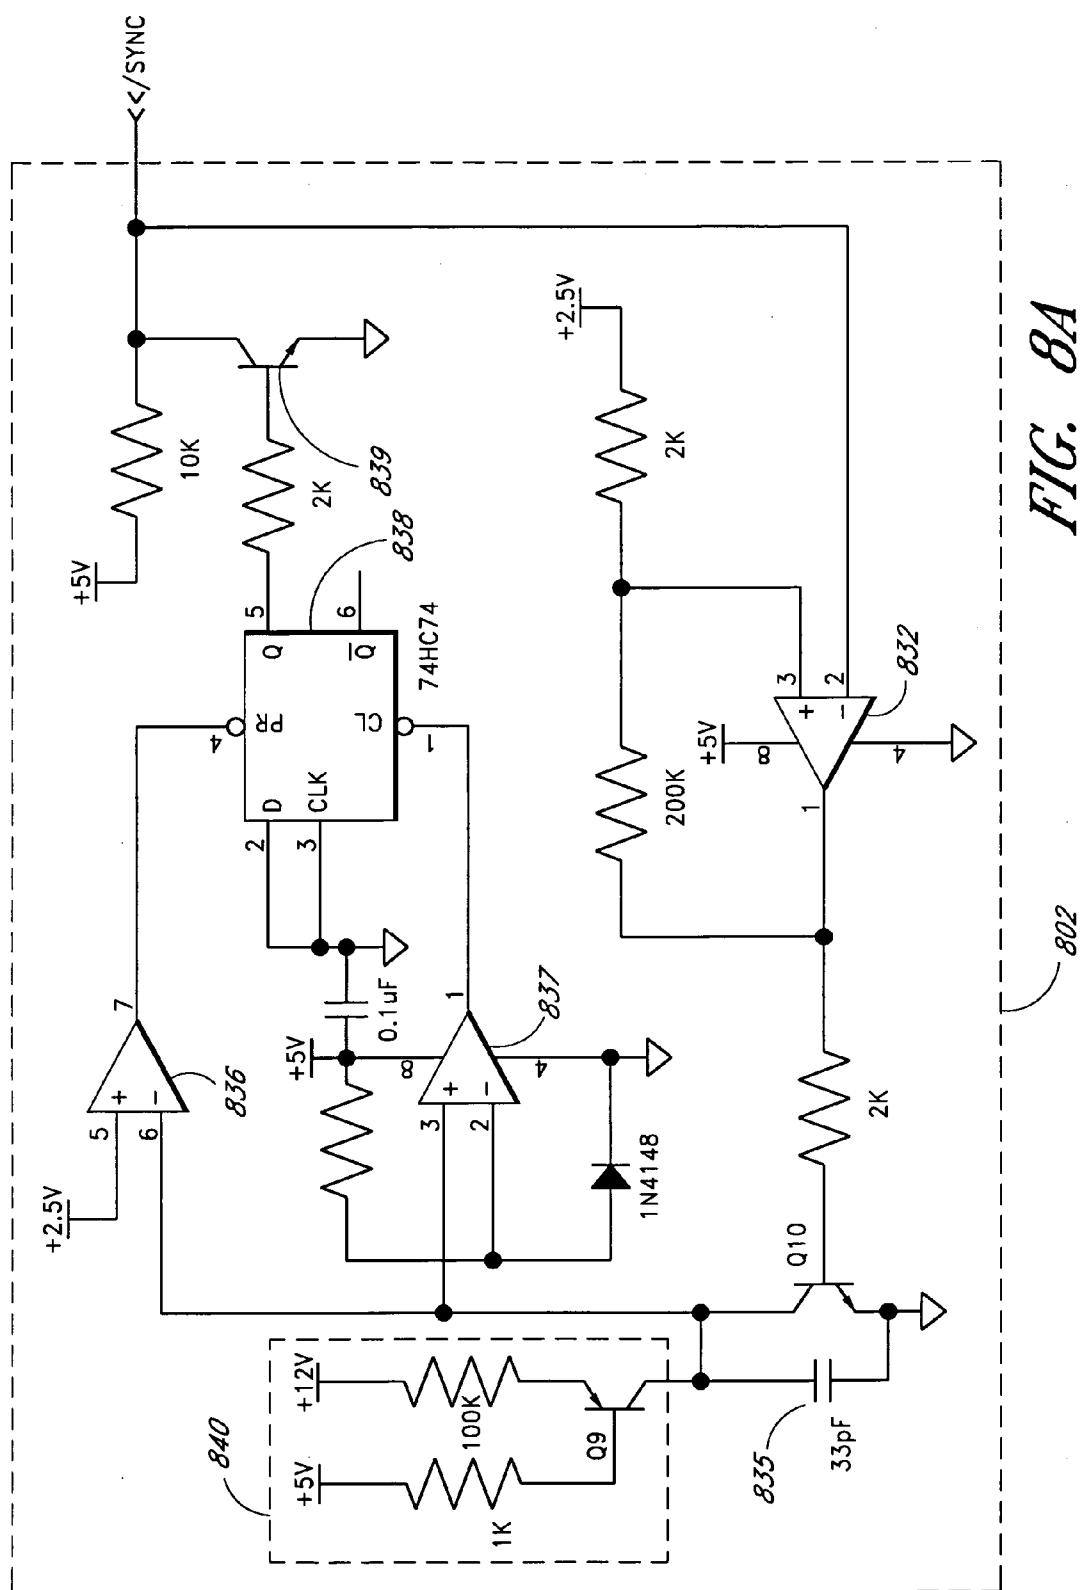 <</SYNC
+5V
10K
2K
839
838
5
Q
6
Q
4
PR
CL
1
74HC74
D
CLK
2
3
+2.5V
2K
200K
+5V
8
3
+
2
−
4
1
832
7
836
+
−
5
6
+2.5V
0.1uF
+5V
8
1
837
+
−
3
2
4
1N4148
2K
Q10
840
+12V
100K
+5V
1K
Q9
835
33pF
802
FIG. 8A